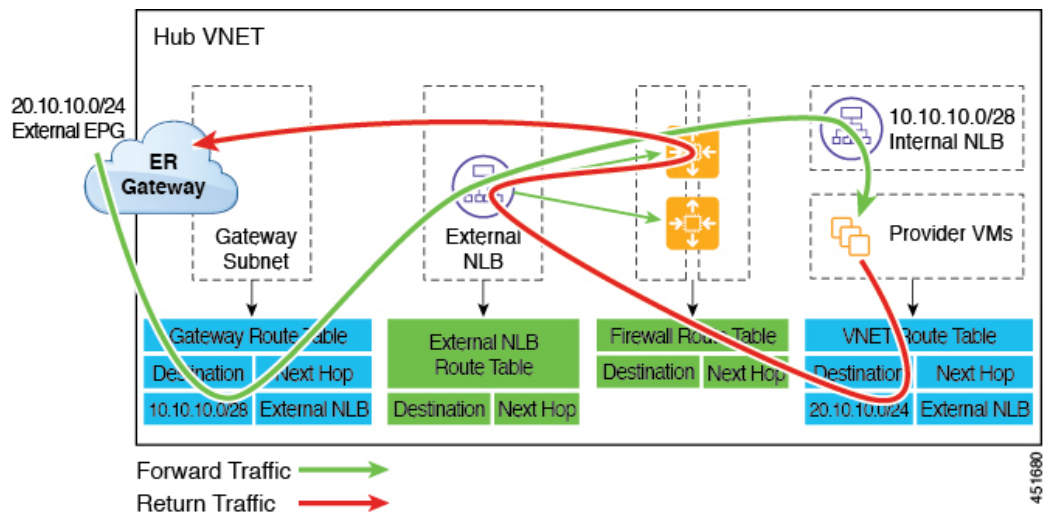 Hub VNET
20.10.10.0/24
External EPG
ER
Gateway
Gateway
Subnet
External
NLB
10.10.10.0/28
Internal NLB
Provider VMs
Gateway Route Table
Destination Next Hop
10.10.10.0/28 External NLB
External NLB
Route Table
Destination Next Hop
Firewall Route Table
Destination Next Hop
VNET Route Table
Destination Next Hop
20.10.10.0/24 External NLB
Forward Traffic
Return Traffic
451680